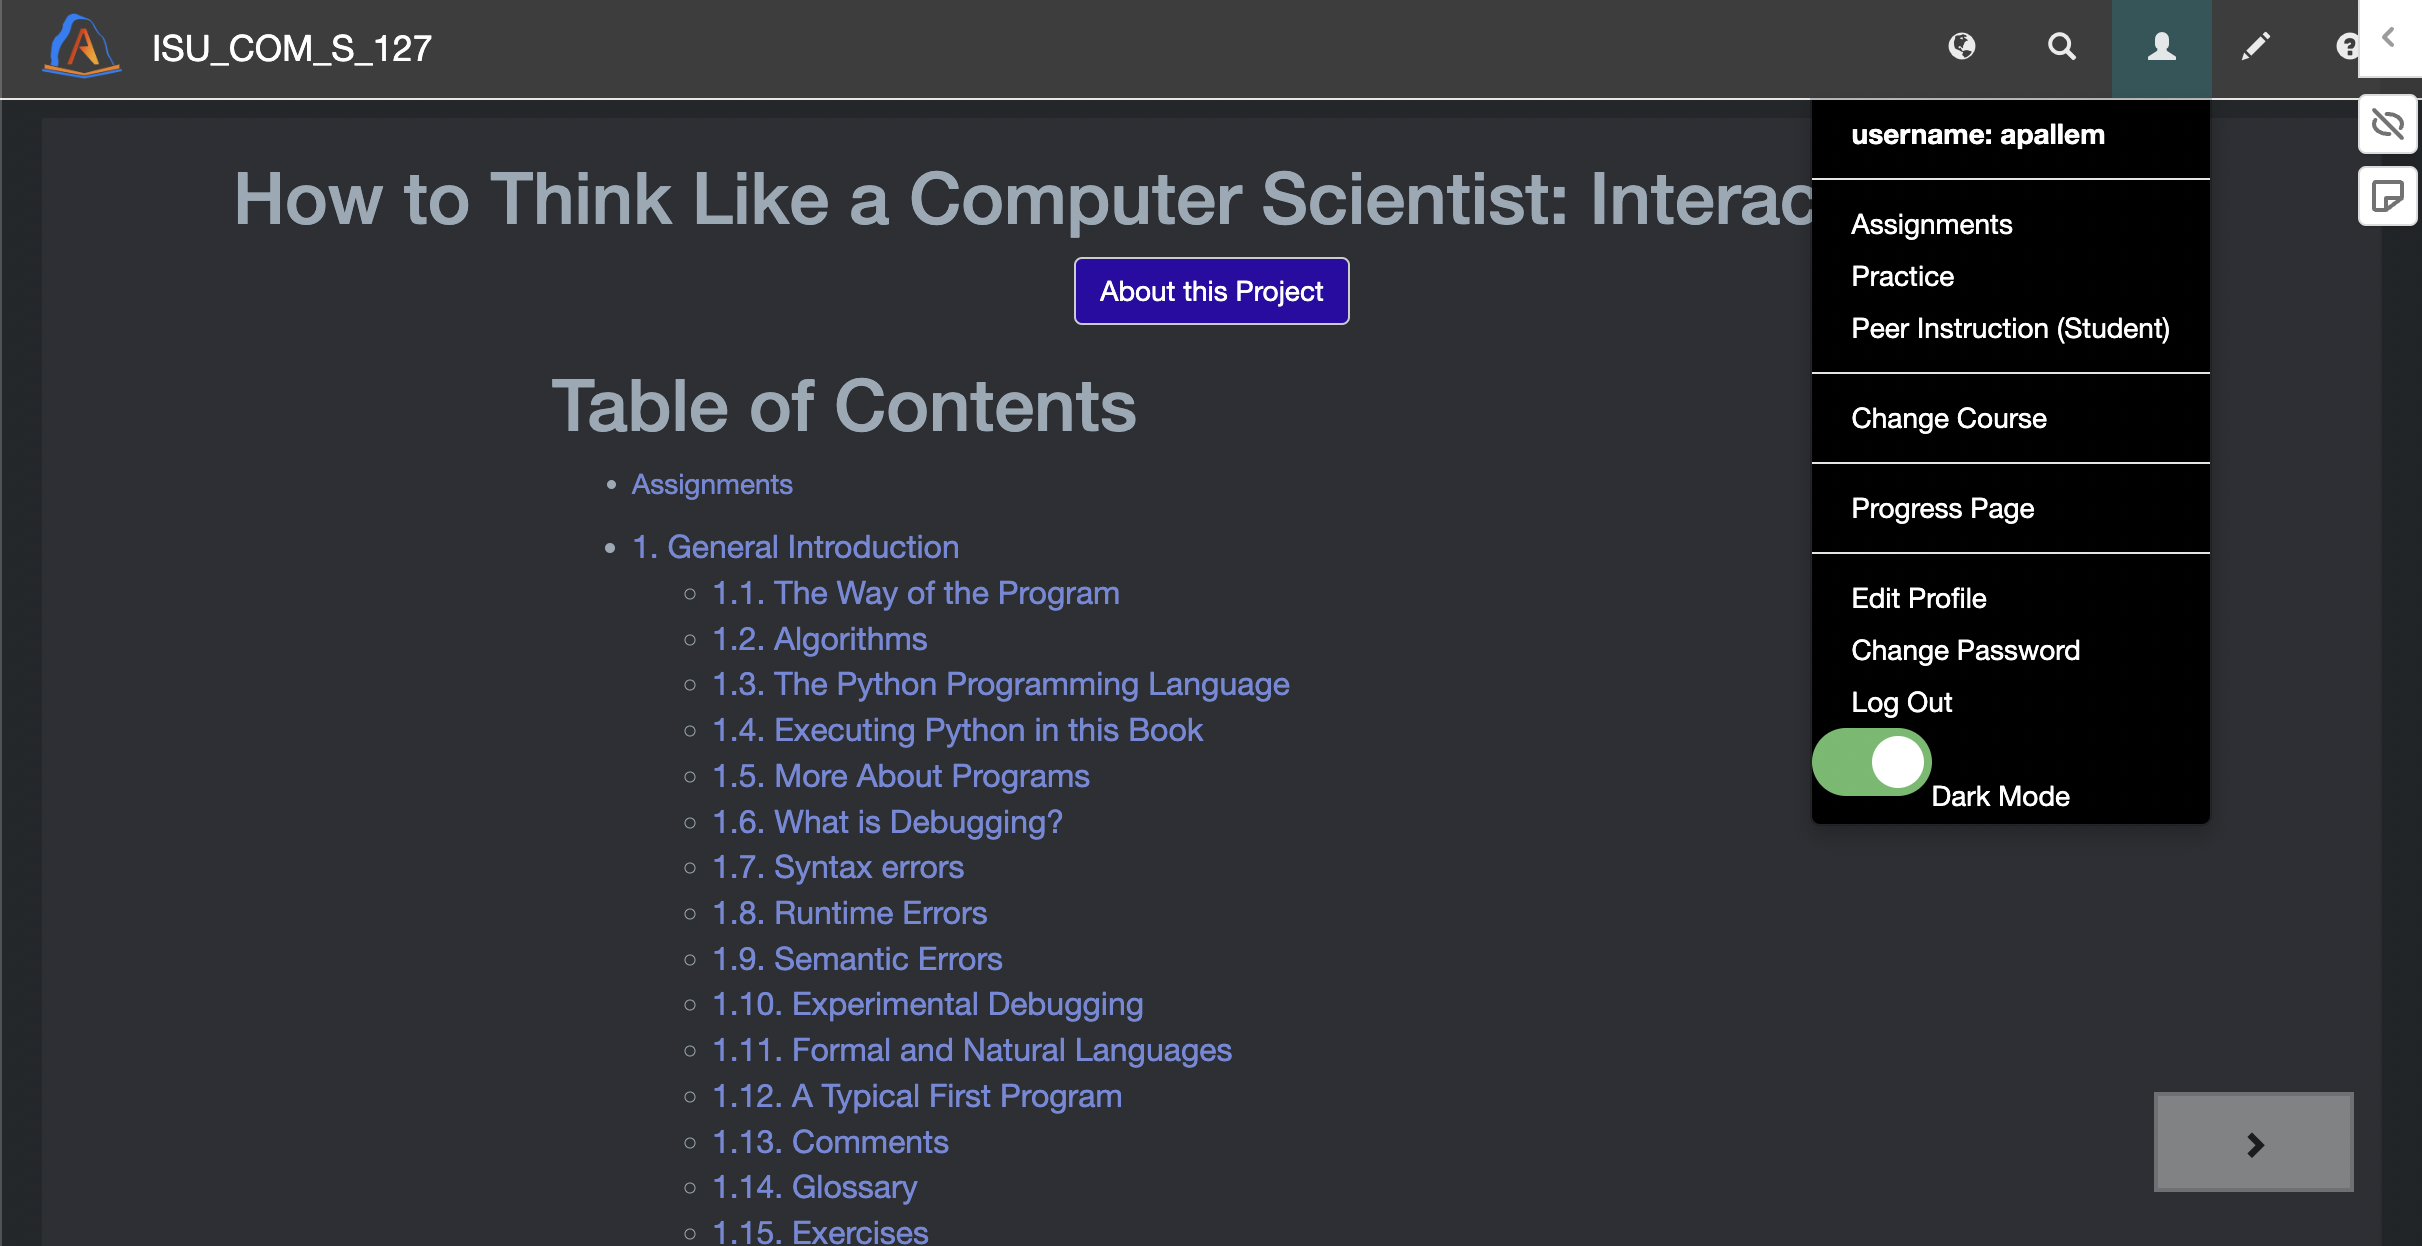 ISU_COM_S_127
username: apallem
Assignments
Practice
Peer Instruction (Student)
Change Course
Progress Page
Edit Profile
Change Password
Log Out
Dark Mode
How to Think Like a Computer Scientist: Interac
About this Project
Table of Contents
Assignments
1. General Introduction
1.1. The Way of the Program
1.2. Algorithms
1.3. The Python Programming Language
1.4. Executing Python in this Book
1.5. More About Programs
1.6. What is Debugging?
1.7. Syntax errors
1.8. Runtime Errors
1.9. Semantic Errors
1.10. Experimental Debugging
1.11. Formal and Natural Languages
1.12. A Typical First Program
1.13. Comments
1.14. Glossary
1.15. Exercises